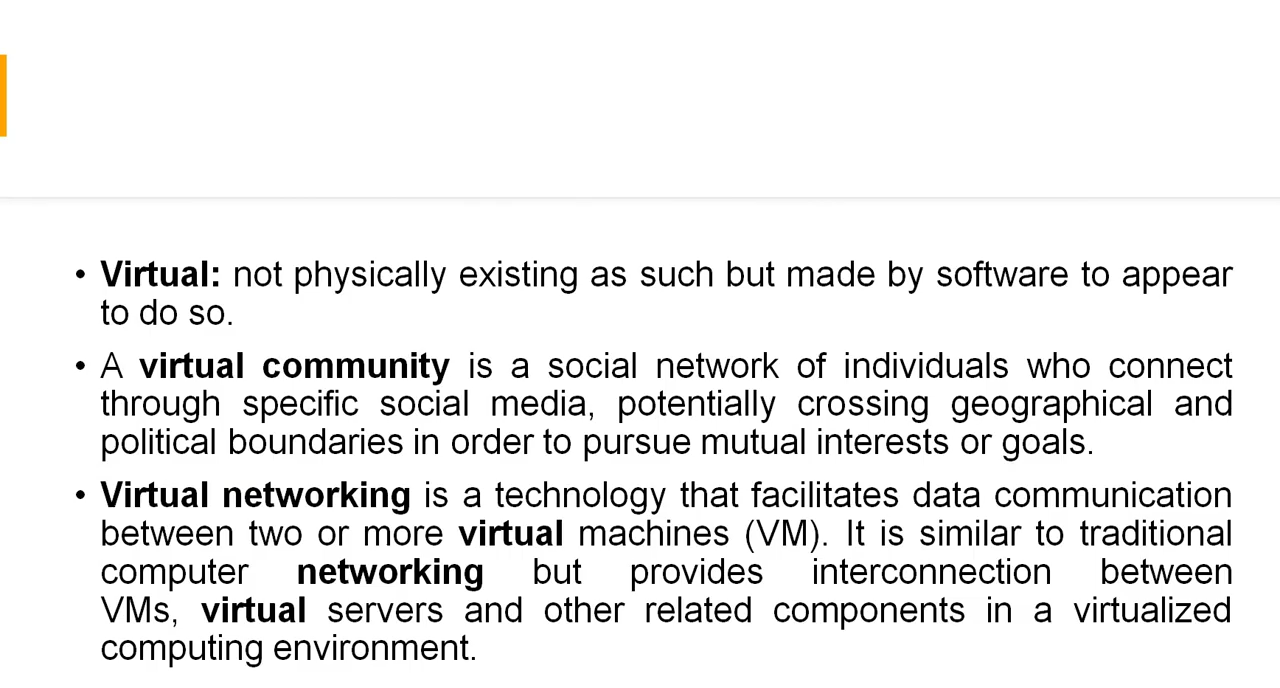 • Virtual: not physically existing as such but made by software to appear
to do so.
• A virtual community is a social network of individuals who connect
through specific social media, potentially crossing geographical and
political boundaries in order to pursue mutual interests or goals.
• Virtual networking is a technology that facilitates data communication
between two or more virtual machines (VM). It is similar to traditional
computer networking but provides interconnection between
VMs, virtual servers and other related components in a virtualized
computing environment.